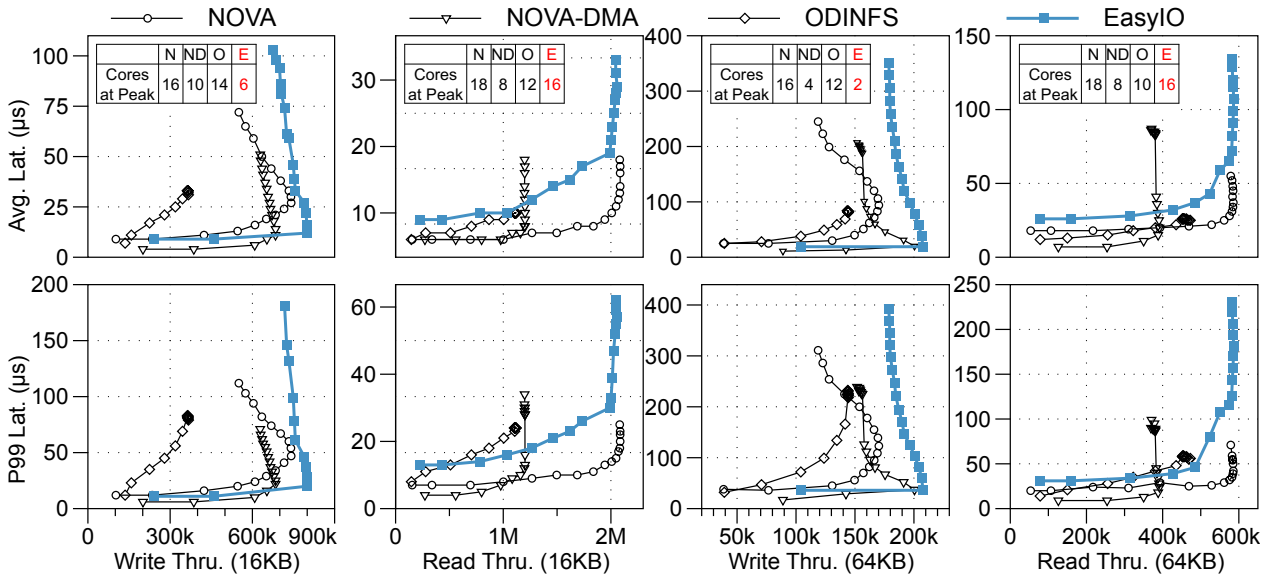 NOVA NOVA-DMA ODINFS EasyIO
Avg. Lat. (μs)
100
75
50
25
0
N ND O E
Cores at Peak 16 10 14 6
30
20
10
0
N ND O E
Cores at Peak 18 8 12 16
400
300
200
100
0
N ND O E
Cores at Peak 16 4 12 2
150
100
50
0
N ND O E
Cores at Peak 18 8 10 16
P99 Lat. (μs)
200
150
100
50
0
0 300k 600k 900k
Write Thru. (16KB)
60
40
20
0
0 1M 2M
Read Thru. (16KB)
400
300
200
100
0
50k 100k 150k 200k
Write Thru. (64KB)
250
200
150
100
50
0
0 200k 400k 600k
Read Thru. (64KB)